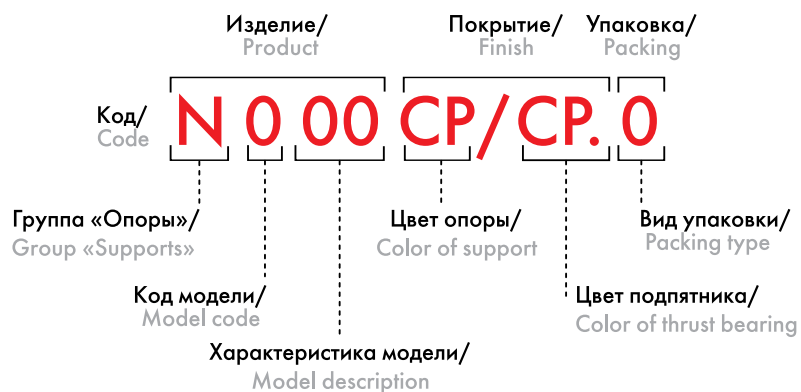 Изделие/
Product
Покрытие/
Finish
Упаковка/
Packing
Код/
Code
N 0 00 CP/CP. 0
Группа «Опоры»/
Group «Supports»
Цвет опоры/
Color of support
Вид упаковки/
Packing type
Код модели/
Model code
Цвет подпятника/
Color of thrust bearing
Характеристика модели/
Model description